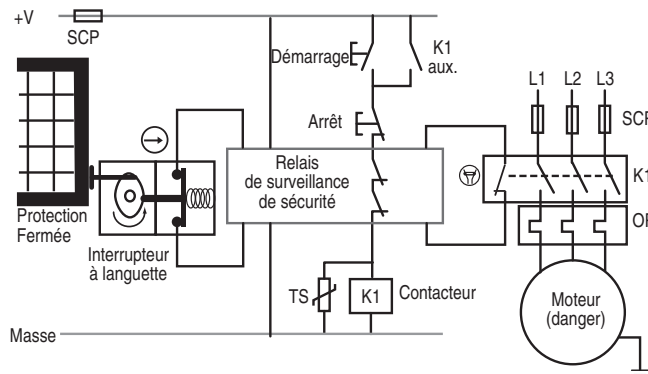 +V
SCP
Démarrage
K1
aux.
L1 L2 L3
Arrêt
SCP
Relais
de surveillance
de sécurité
K1
Protection
Fermée
Interrupteur
à languette
TS
K1
Contacteur
Moteur
(danger)
Masse